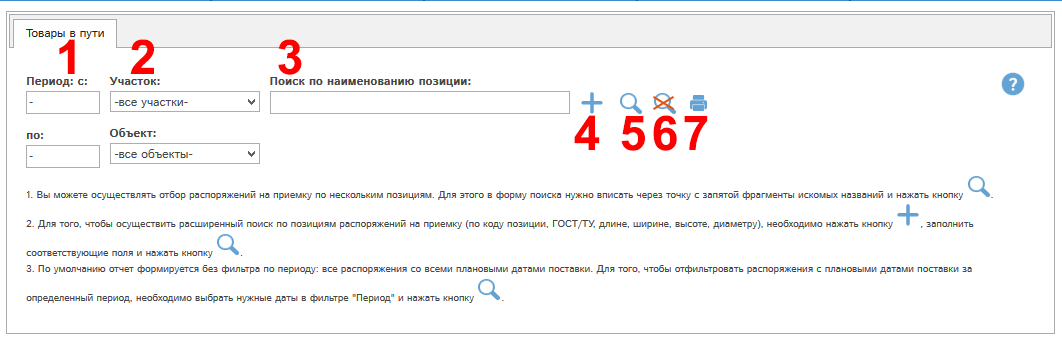 Товары в пути
1 2 3
Период: с: Участок: Поиск по наименованию позиции:
- -все участки- ?
4 5 6 7
по: Объект:
- -все объекты-
1. Вы можете осуществлять отбор распоряжений на приемку по нескольким позициям. Для этого в форму поиска нужно вписать через точку с запятой фрагменты искомых названий и нажать кнопку .
2. Для того, чтобы осуществить расширенный поиск по позициям распоряжений на приемку (по коду позиции, ГОСТ/ТУ, длине, ширине, высоте, диаметру), необходимо нажать кнопку , заполнить
соответствующие поля и нажать кнопку .
3. По умолчанию отчет формируется без фильтра по периоду: все распоряжения со всеми плановыми датами поставки. Для того, чтобы отфильтровать распоряжения с плановыми датами поставки за
определенный период, необходимо выбрать нужные даты в фильтре "Период" и нажать кнопку .